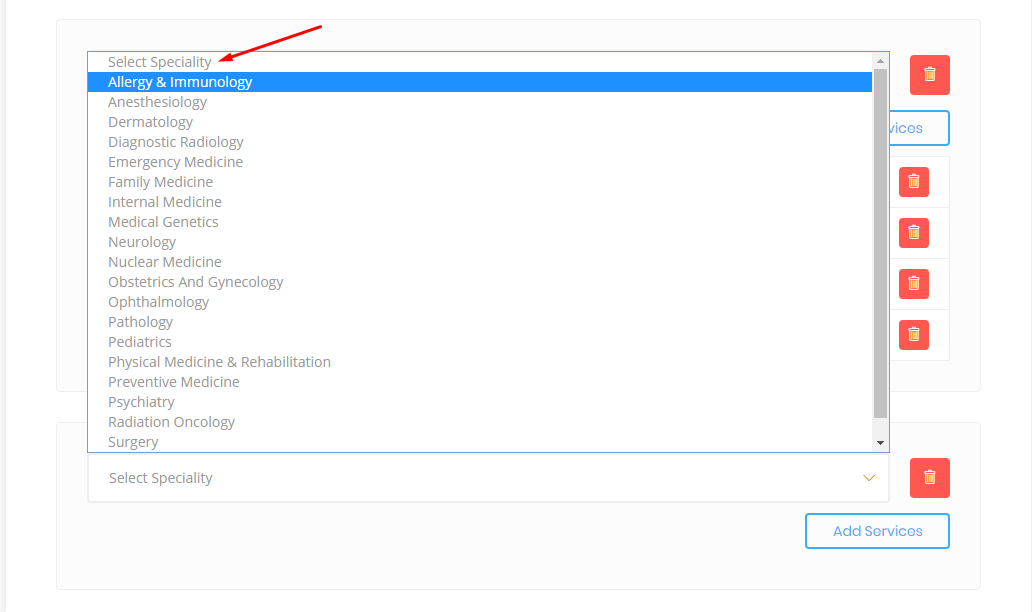 Select Speciality
Allergy & Immunology
Anesthesiology
Dermatology
Diagnostic Radiology
Emergency Medicine
Family Medicine
Internal Medicine
Medical Genetics
Neurology
Nuclear Medicine
Obstetrics And Gynecology
Ophthalmology
Pathology
Pediatrics
Physical Medicine & Rehabilitation
Preventive Medicine
Psychiatry
Radiation Oncology
Surgery
Select Speciality
Add Services